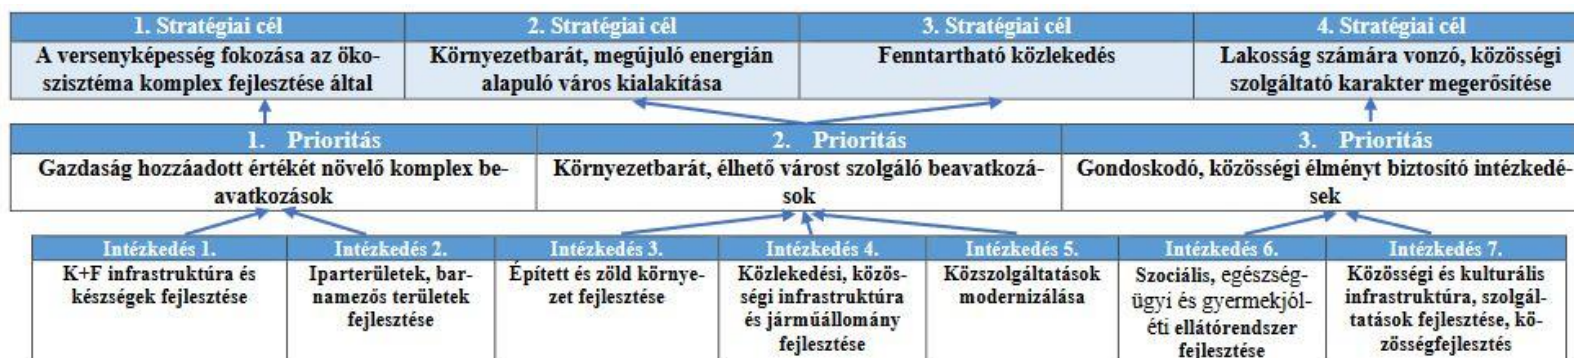 1. Stratégiai cél
2. Stratégiai cél
3. Stratégiai cél
4. Stratégiai cél
A versenyképesség fokozása az öko-
szisztéma komplex fejlesztése által
Környezetbarát, megújuló energián
alapuló város kialakítása
Fenntartható közlekedés
Lakosság számára vonzó, közösségi
szolgáltató karakter megerősítése
1. Prioritás
2. Prioritás
3. Prioritás
Gazdaság hozzáadott értékét növelő komplex be-
avatkozások
Környezetbarát, élhető várost szolgáló beavatkozá-
sok
Gondoskodó, közösségi élményt biztosító intézkedé-
sek
Intézkedés 1.
Intézkedés 2.
Intézkedés 3.
Intézkedés 4.
Intézkedés 5.
Intézkedés 6.
Intézkedés 7.
K+F infrastruktúra és
készségek fejlesztése
Iparterületek, bar-
namezős területek
fejlesztése
Épített és zöld környe-
zet fejlesztése
Közlekedési, közös-
ségi infrastruktúra
és járműállomány
fejlesztése
Közszolgáltatások
modernizálása
Szociális, egészség-
ügyi és gyermekjól-
éti ellátórendszer
fejlesztése
Közösségi és kulturális
infrastruktúra, szolgál-
tatások fejlesztése, kö-
zösségfejlesztés